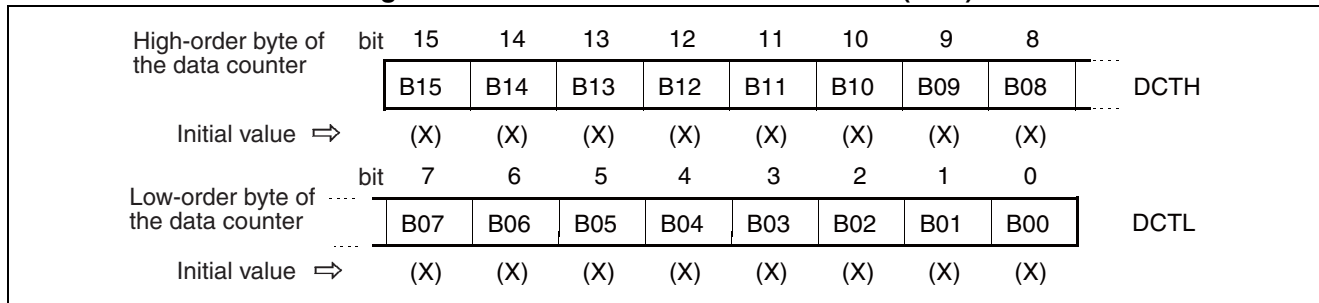 High-order byte of the data counter bit 15 14 13 12 11 10 9 8
B15 B14 B13 B12 B11 B10 B09 B08 DCTH
Initial value ⇨ (X) (X) (X) (X) (X) (X) (X) (X)
Low-order byte of the data counter bit 7 6 5 4 3 2 1 0
B07 B06 B05 B04 B03 B02 B01 B00 DCTL
Initial value ⇨ (X) (X) (X) (X) (X) (X) (X) (X)